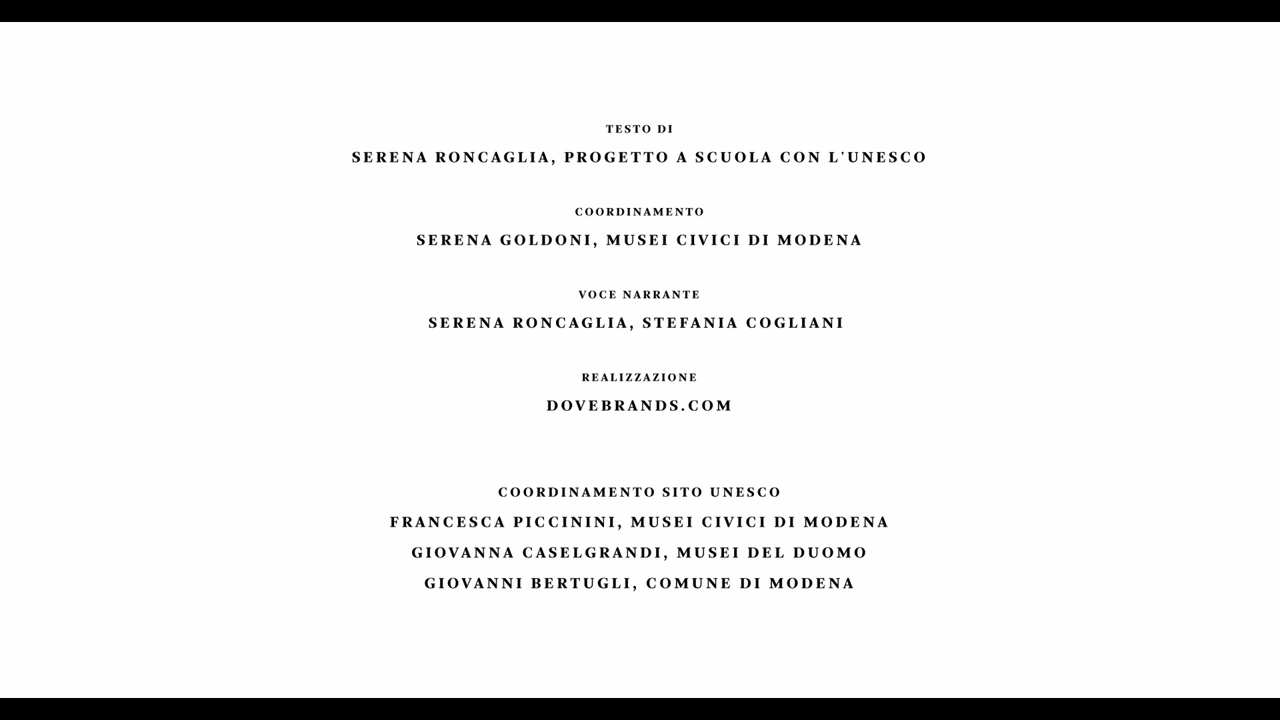 TESTO DI
SERENA RONCAGLIA, PROGETTO A SCUOLA CON L'UNESCO
COORDINAMENTO
SERENA GOLDONI, MUSEI CIVICI DI MODENA
VOCE NARRANTE
SERENA RONCAGLIA, STEFANIA COGLIANI
REALIZZAZIONE
DOVEBRANDS.COM
COORDINAMENTO SITO UNESCO
FRANCESCA PICCININI, MUSEI CIVICI DI MODENA
GIOVANNA CASELGRANDI, MUSEI DEL DUOMO
GIOVANNI BERTUGLI, COMUNE DI MODENA